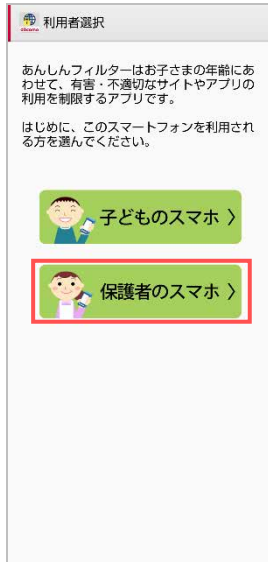 docomo
利用者選択
あんしんフィルターはお子さまの年齢にあ
わせて、有害・不適切なサイトやアプリの
利用を制限するアプリです。
はじめに、このスマートフォンを利用され
る方を選んでください。
子どものスマホ 〉
保護者のスマホ 〉